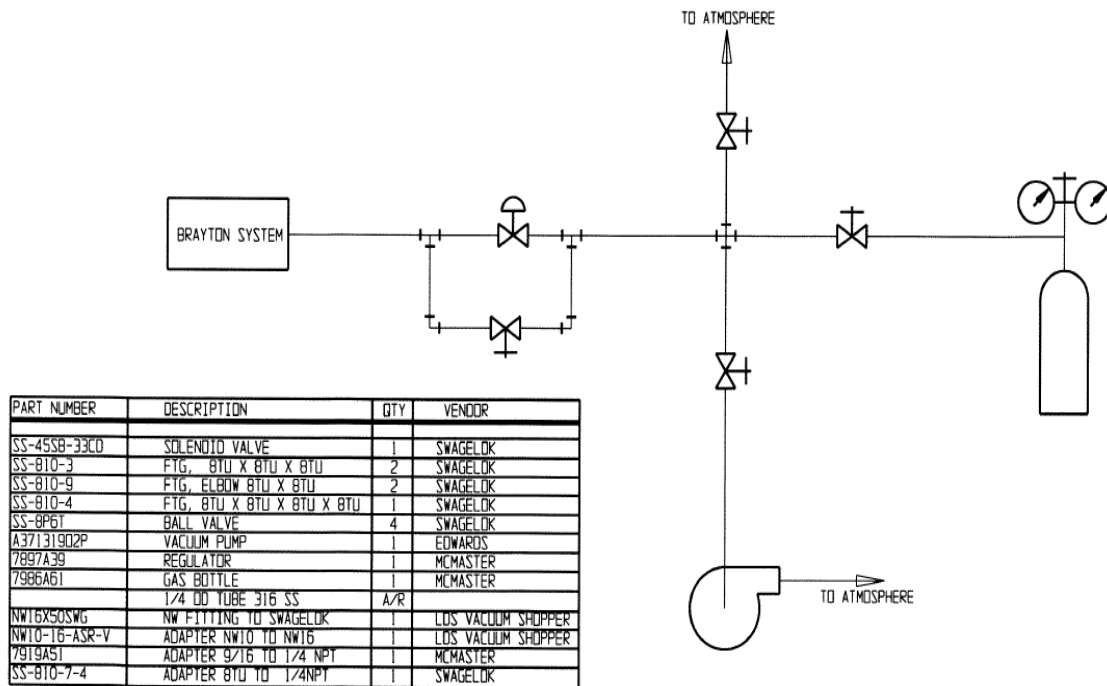 TO ATMOSPHERE
BRAYTON SYSTEM
TO ATMOSPHERE
PART NUMBER DESCRIPTION QTY VENDOR
SS-45S8-33CD SOLENOID VALVE 1 SWAGELOK
SS-810-3 FTG, 8TU X 8TU X 8TU 2 SWAGELOK
SS-810-9 FTG, ELBOW 8TU X 8TU 2 SWAGELOK
SS-810-4 FTG, 8TU X 8TU X 8TU X 8TU 1 SWAGELOK
SS-8P6T BALL VALVE 4 SWAGELOK
A37131902P VACUUM PUMP 1 EDWARDS
7897A39 REGULATOR 1 MCMASTER
7986A61 GAS BOTTLE 1 MCMASTER
1/4 OD TUBE 316 SS A/R
NW16X50SWG NW FITTING TO SWAGELOK 1 LDS VACUUM SHOPPER
NW10-16-ASR-V ADAPTER NW10 TO NW16 1 LDS VACUUM SHOPPER
7919A51 ADAPTER 9/16 TO 1/4 NPT 1 MCMASTER
SS-810-7-4 ADAPTER 8TU TO 1/4NPT 1 SWAGELOK